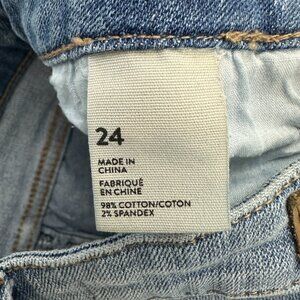 24
MADE IN
CHINA
FABRIQUÉ
EN CHINE
98% COTTON/COTON
2% SPANDEX